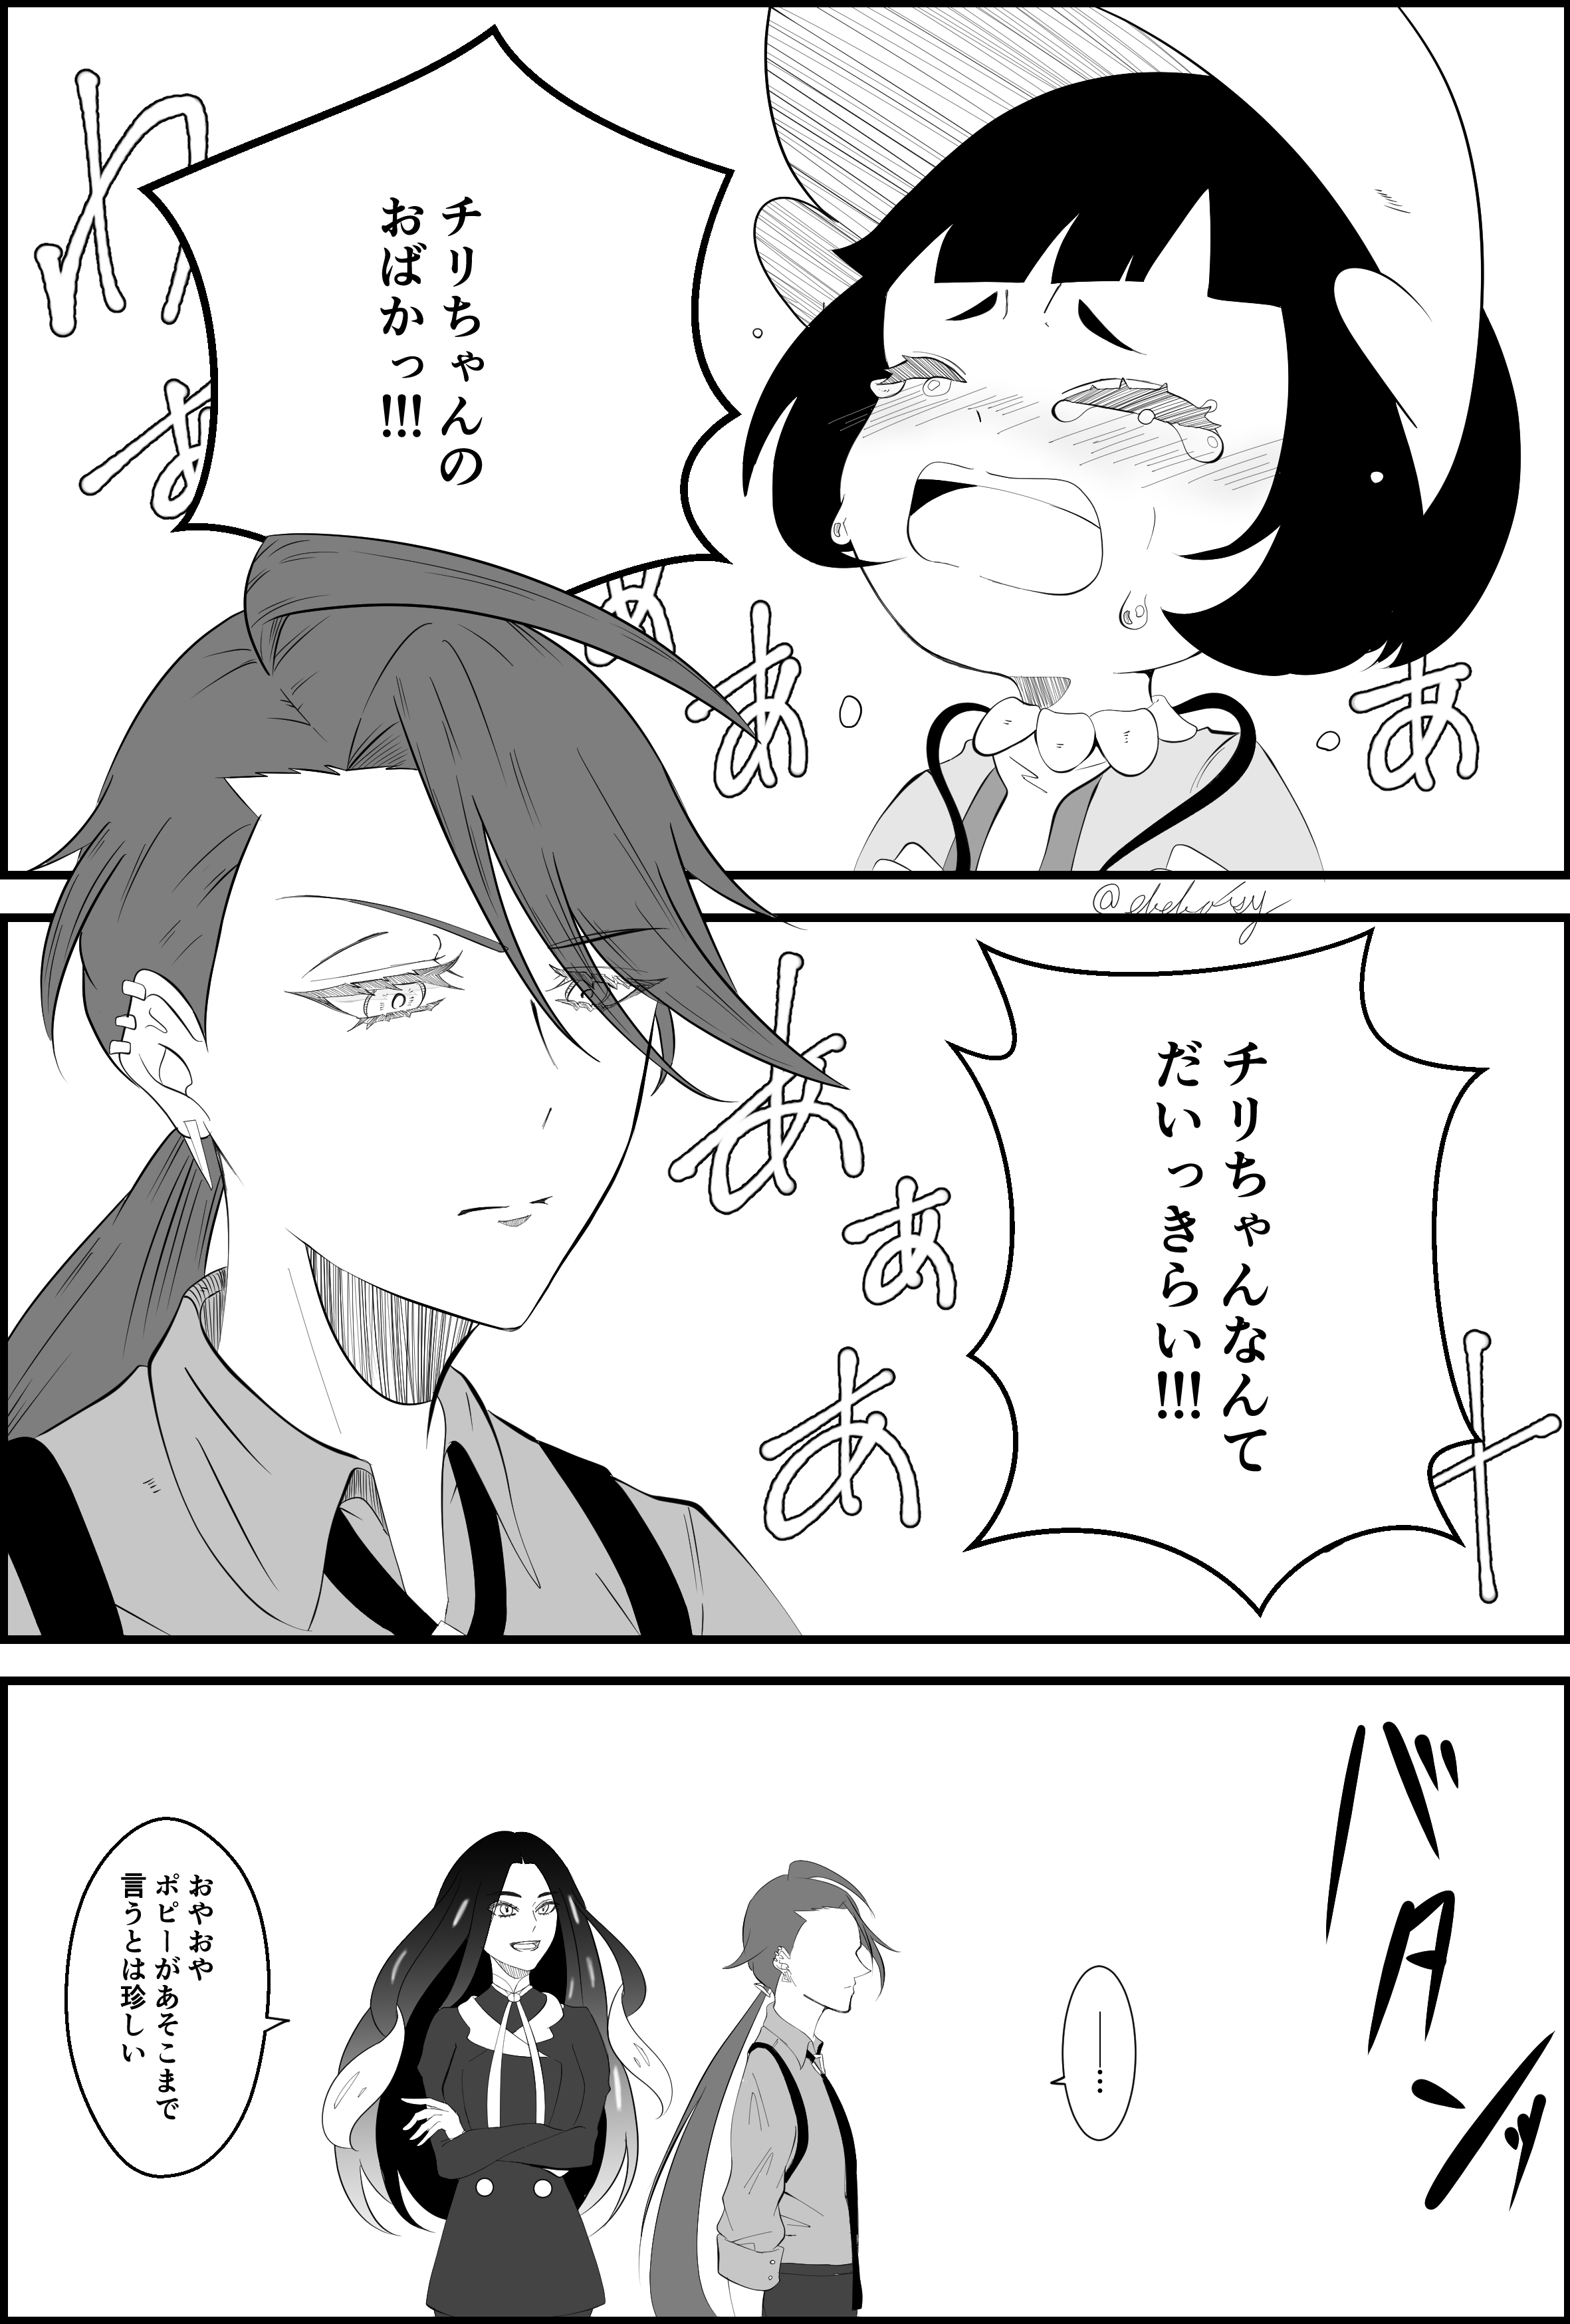 チリちゃんの
おばかっ!!!
わ
あ
あ
あ
あ
チリちゃんなんて
だいっきらい!!!
あ
ぁ
あ
バタンッ
――…
おやおや
ポピーがあそこまで
言うとは珍しい